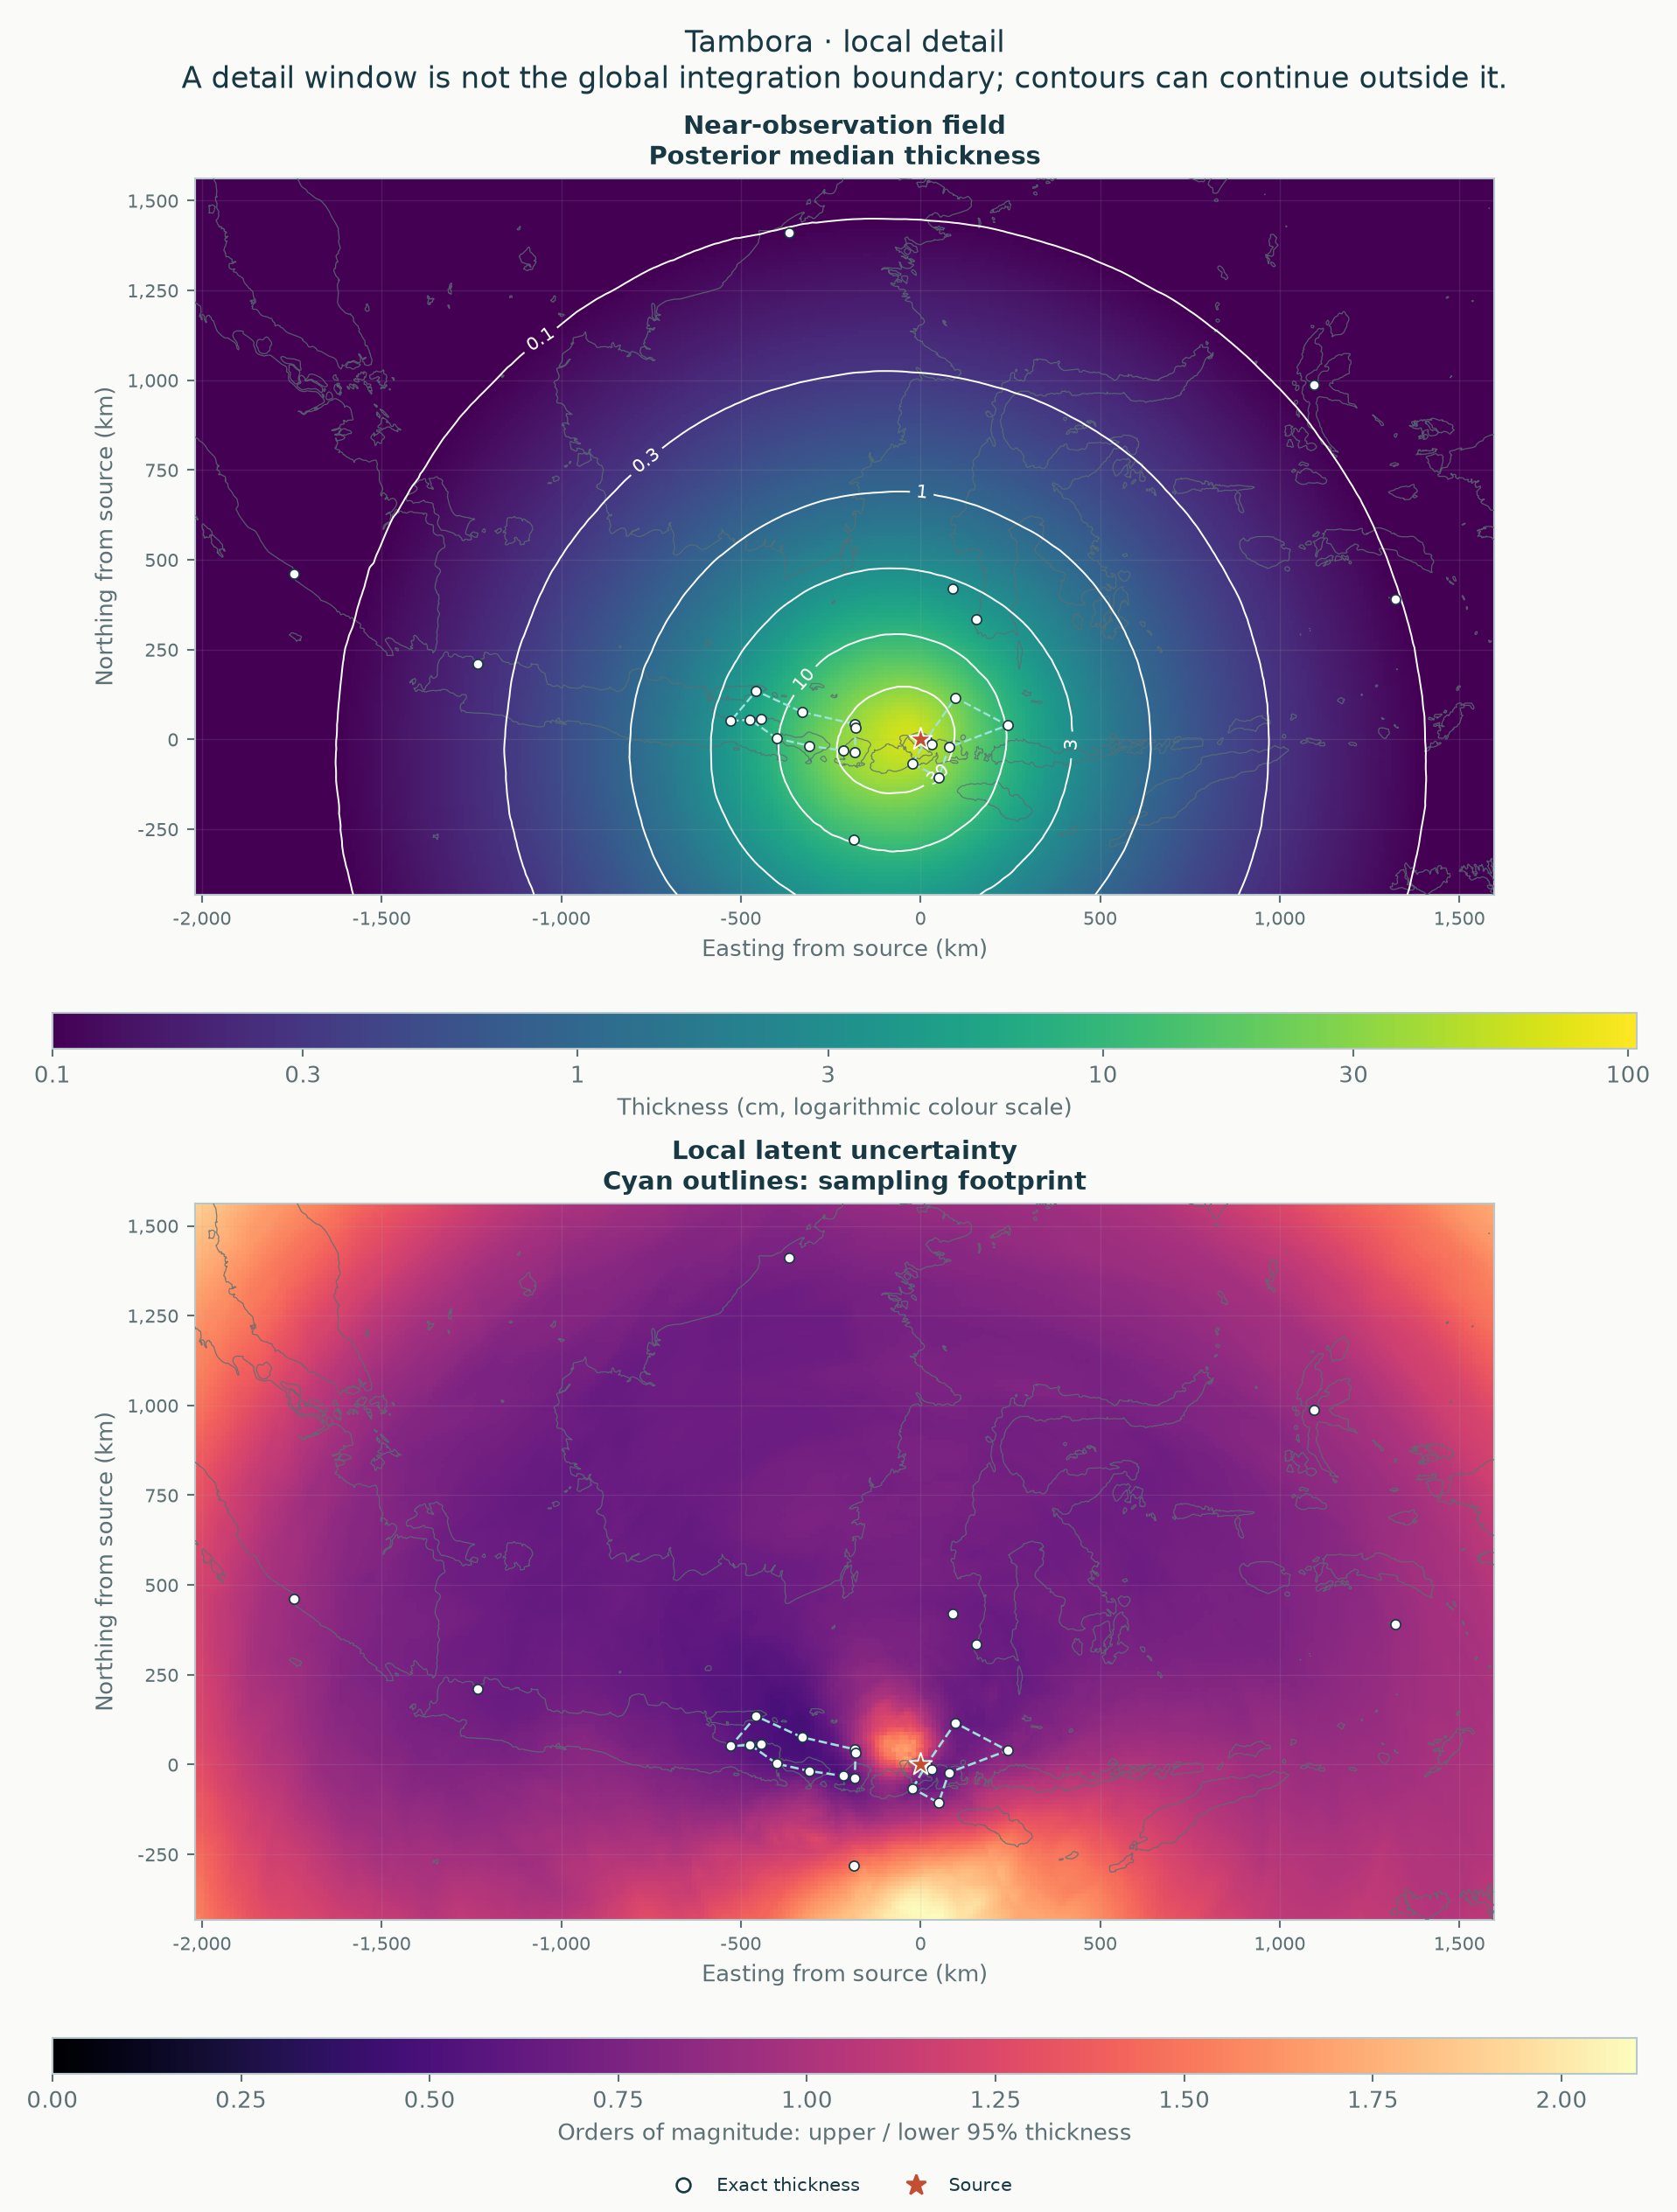 Tambora · local detail
A detail window is not the global integration boundary; contours can continue outside it.
Near-observation field
Posterior median thickness
Northing from source (km)
1,500
1,250
1,000
750
500
250
0
-250
0.1
0.3
1
10
3
30
-2,000 -1,500 -1,000 -500 0 500 1,000 1,500
Easting from source (km)
0.1 0.3 1 3 10 30 100
Thickness (cm, logarithmic colour scale)
Local latent uncertainty
Cyan outlines: sampling footprint
Northing from source (km)
1,500
1,250
1,000
750
500
250
0
-250
-2,000 -1,500 -1,000 -500 0 500 1,000 1,500
Easting from source (km)
0.00 0.25 0.50 0.75 1.00 1.25 1.50 1.75 2.00
Orders of magnitude: upper / lower 95% thickness
Exact thickness Source